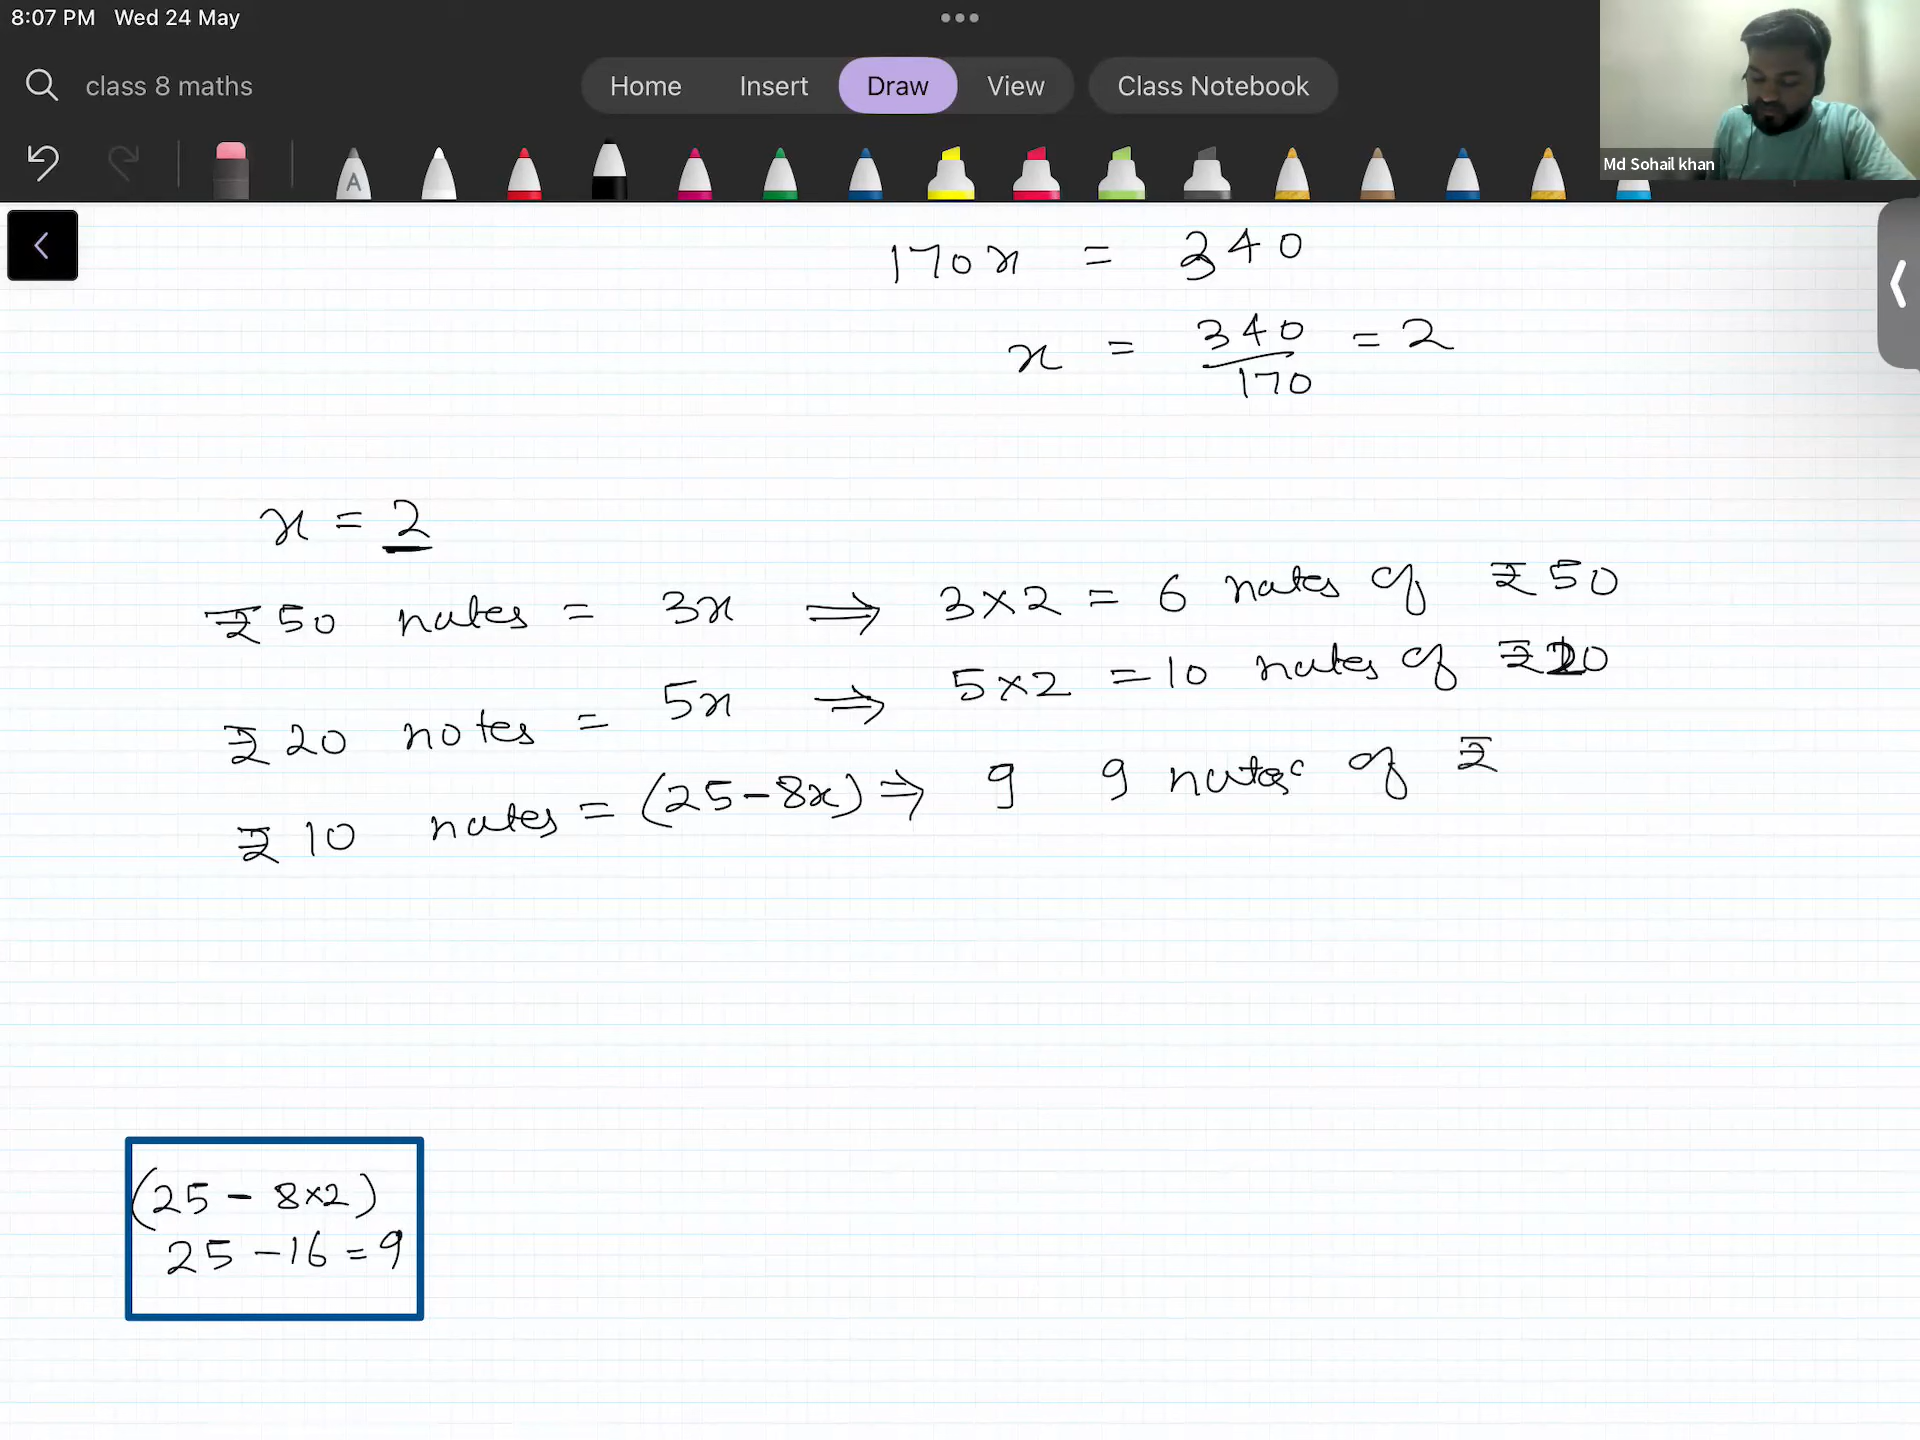 8:07 PM Wed 24 May
class 8 maths
Home Insert Draw View Class Notebook
A
Md Sohail khan
170x = 340
x = 340/170 = 2
x = 2
₹50 notes = 3x ⟹ 3×2 = 6 notes of ₹50
₹20 notes = 5x ⟹ 5×2 = 10 notes of ₹20
₹10 notes = (25-8x) ⟹ 9 9 notes of ₹
(25 - 8×2)
25 - 16 = 9